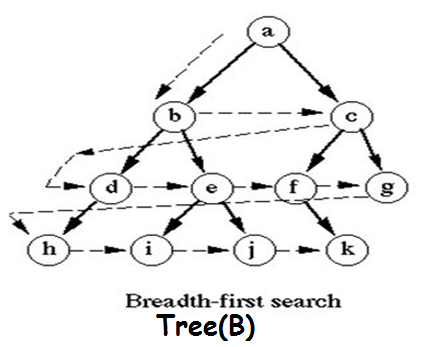 a
b c
d e f g
h i j k
Breadth-first search
Tree(B)